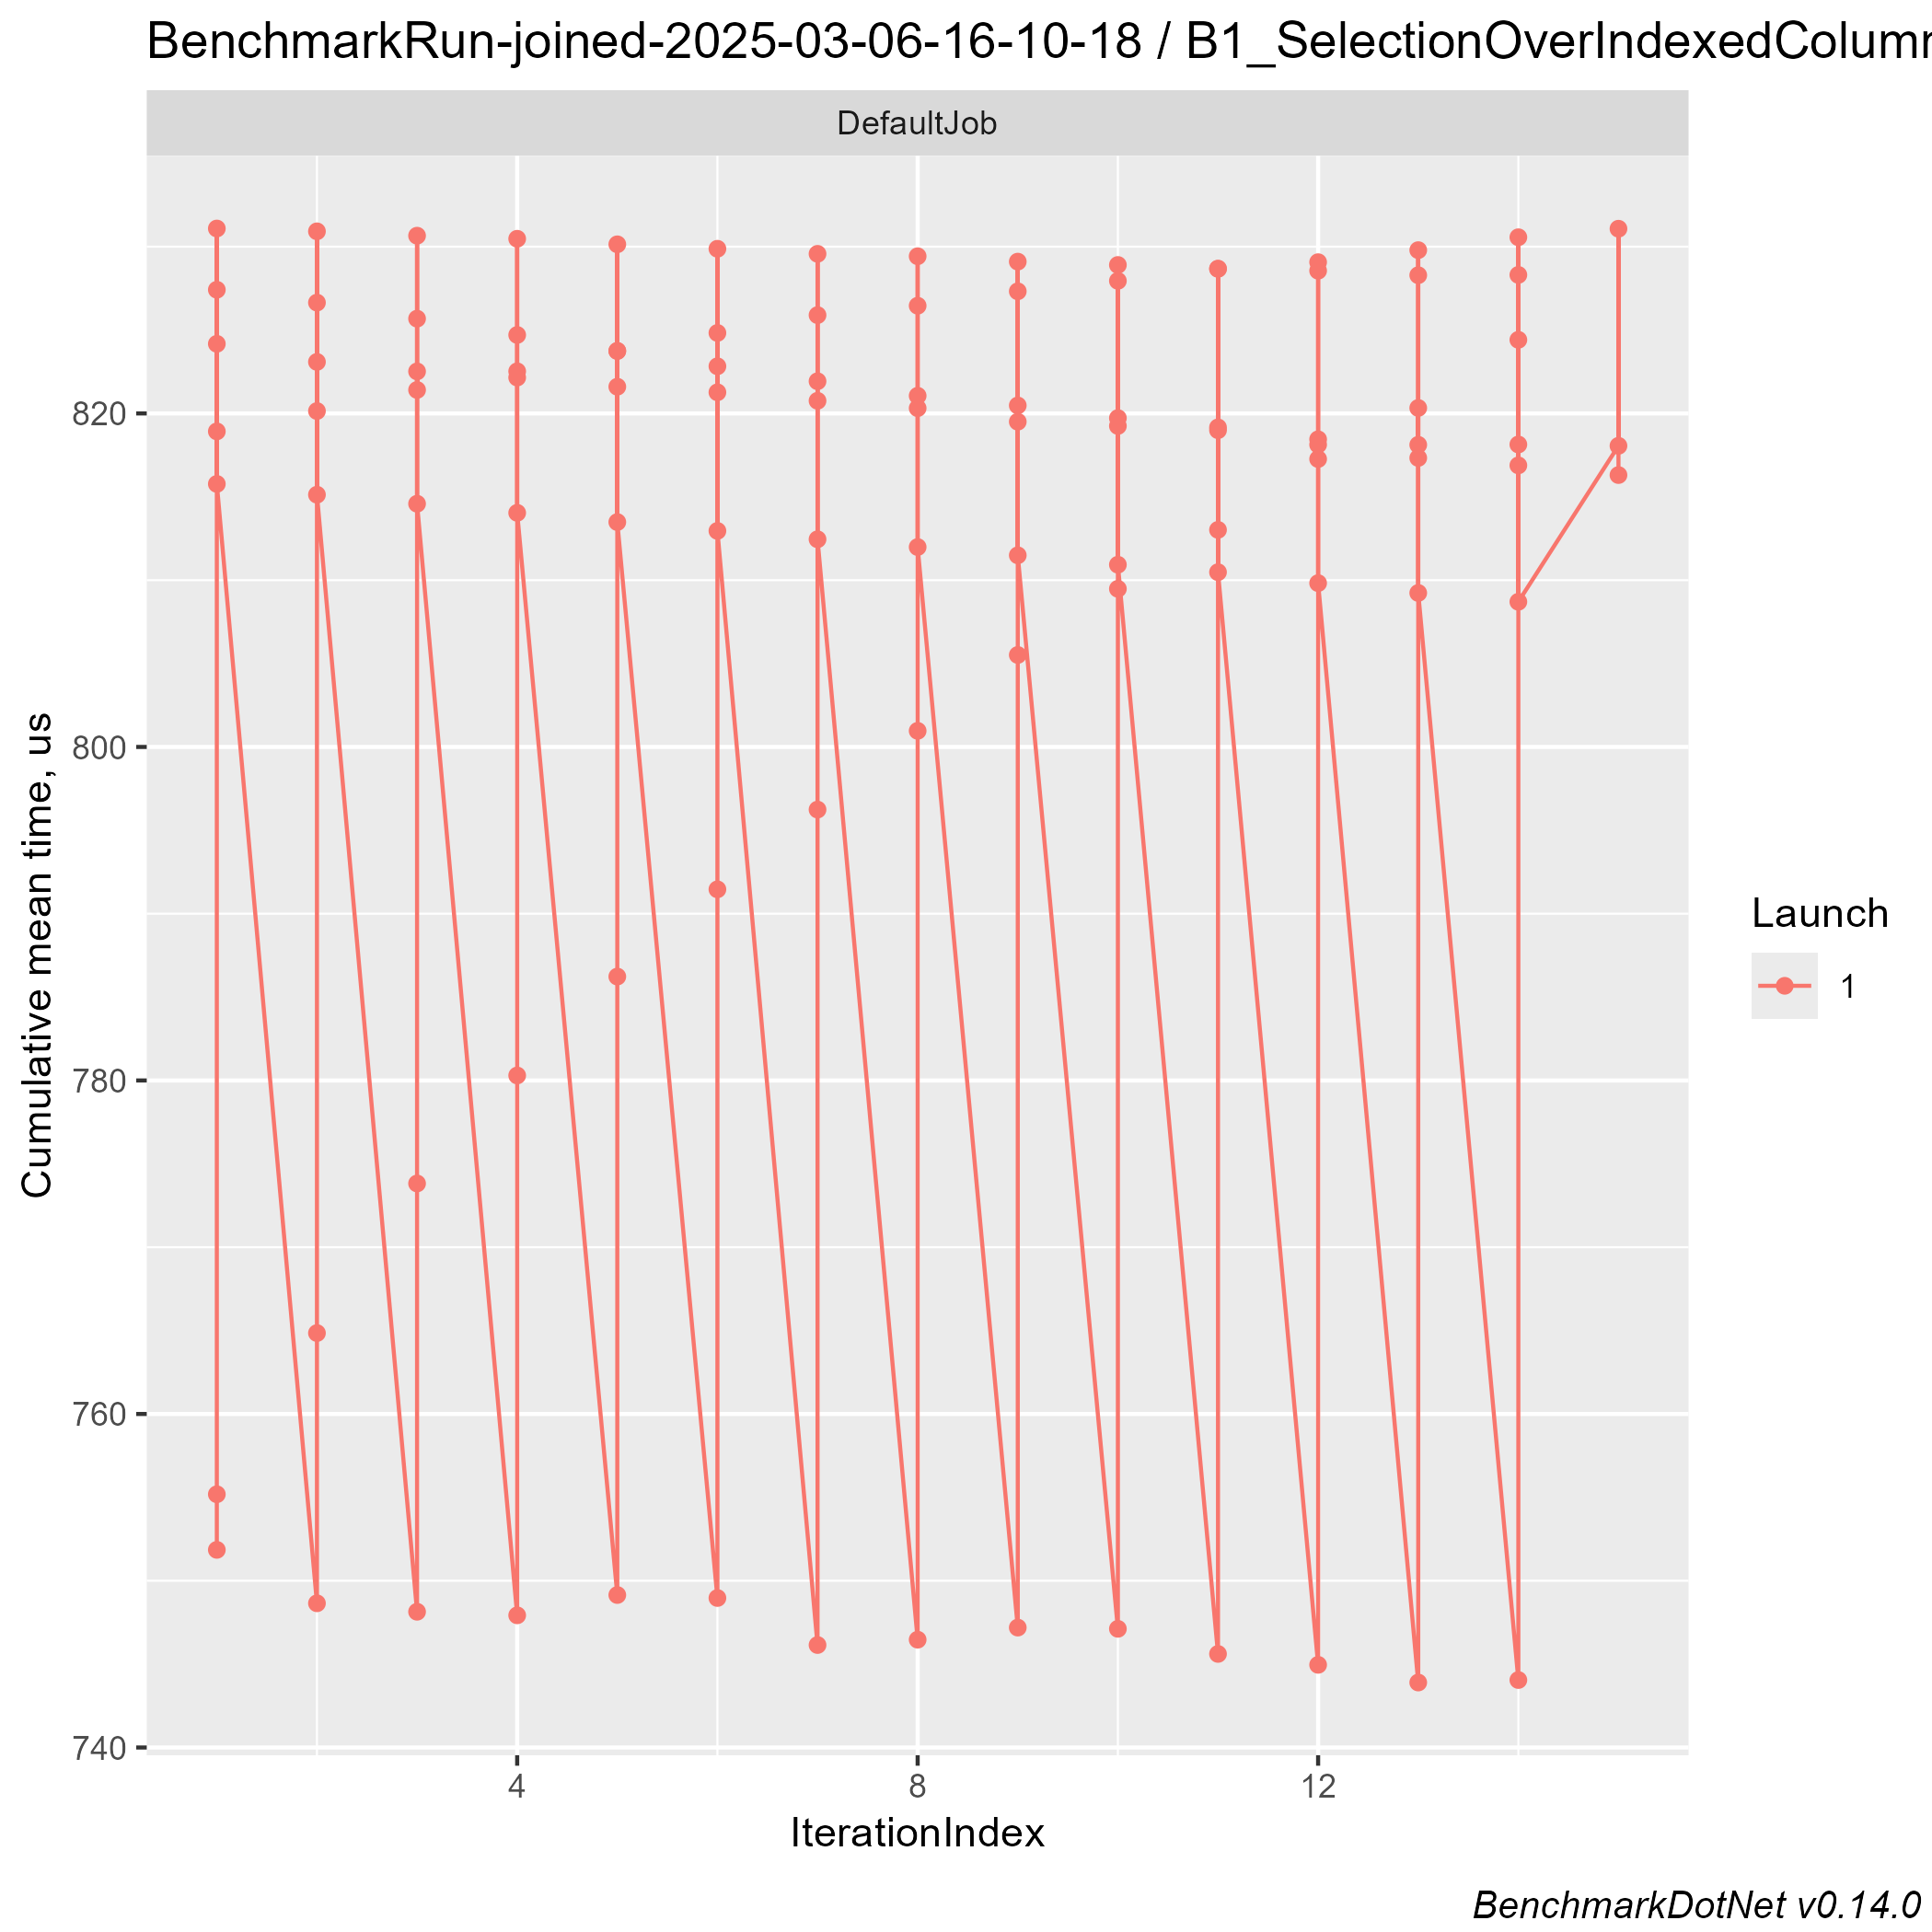 BenchmarkRun-joined-2025-03-06-16-10-18 / B1_SelectionOverIndexedColumn
DefaultJob
Cumulative mean time, us
820
800
780
760
740
4
8
12
IterationIndex
Launch
1
BenchmarkDotNet v0.14.0